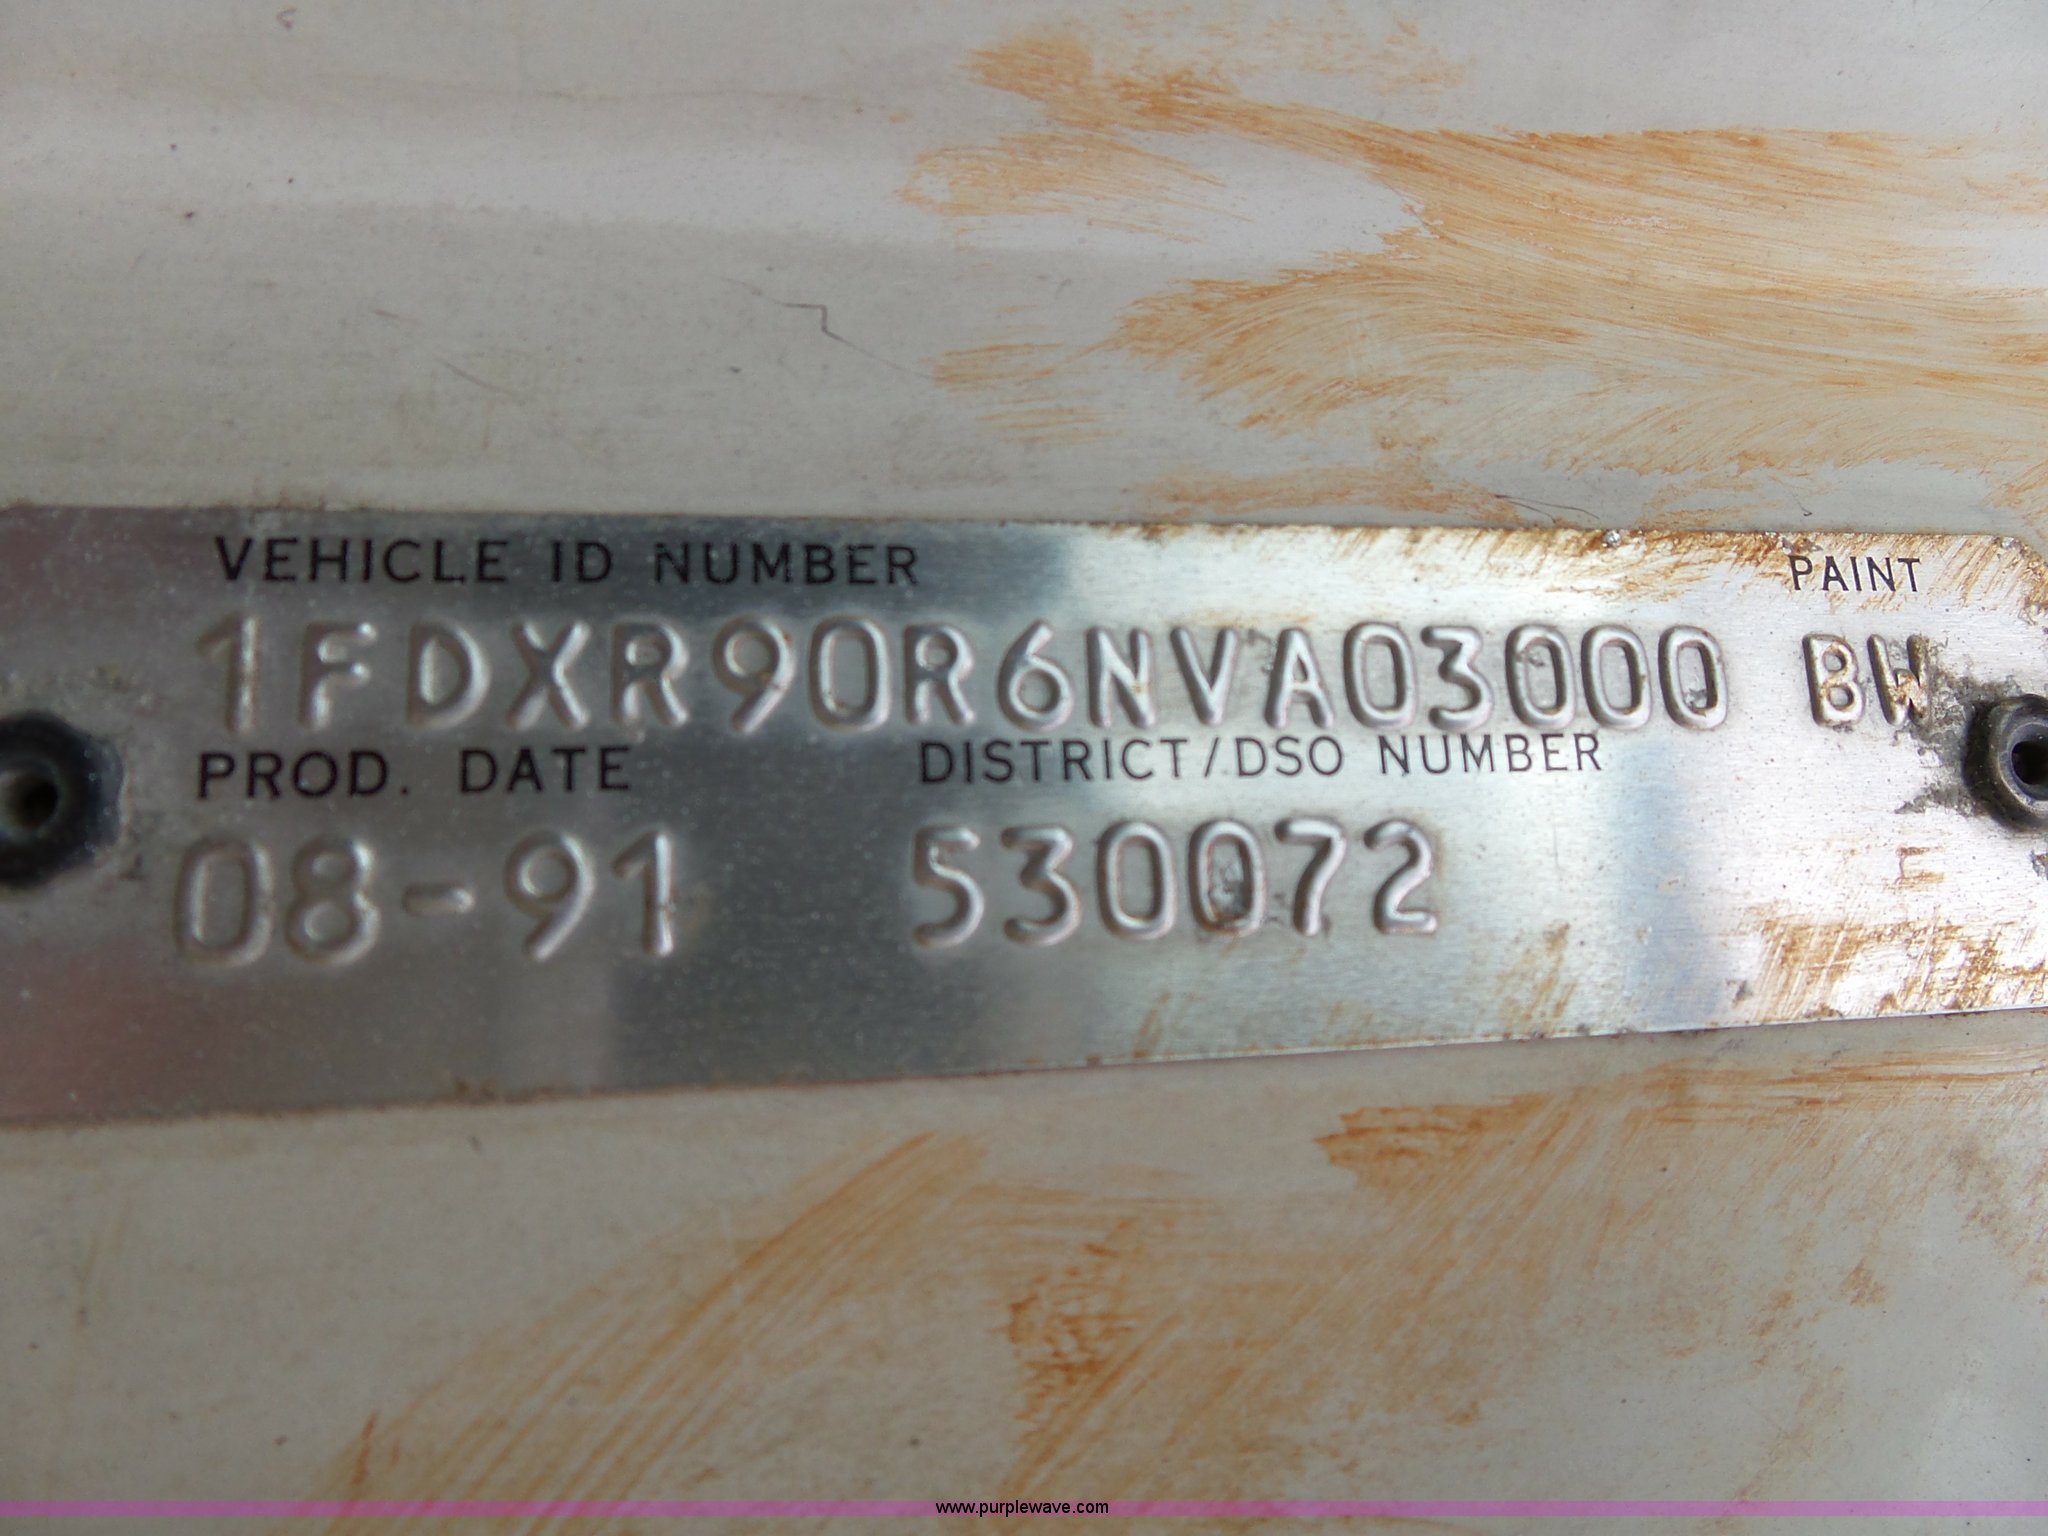 VEHICLE ID NUMBER PAINT
1FDXR90R6NVA03000 BW
PROD. DATE DISTRICT/DSO NUMBER
08-91 530072
www.purplewave.com